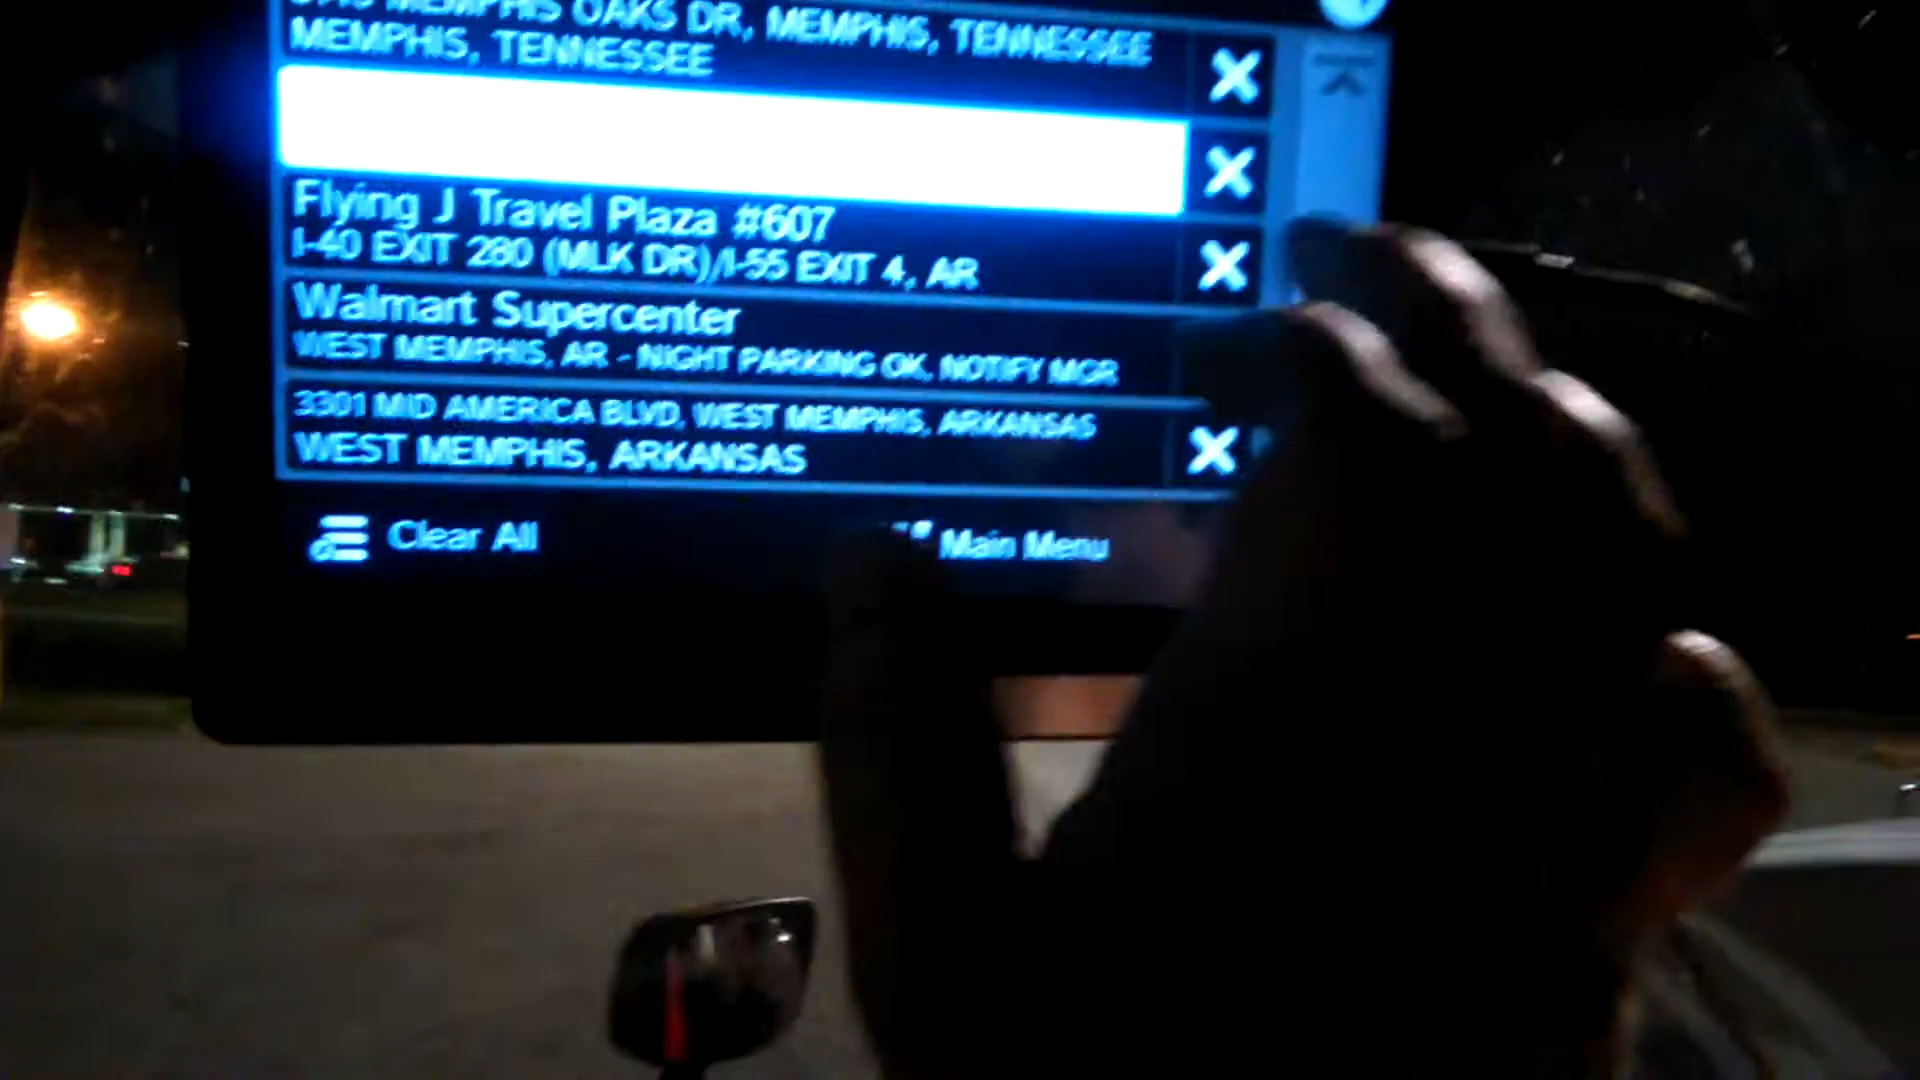 MEMPHIS OAKS DR, MEMPHIS, TENNESSEE
MEMPHIS, TENNESSEE
Flying J Travel Plaza #607
I-40 EXIT 280 (MLK DR)/I-55 EXIT 4, AR
Walmart Supercenter
WEST MEMPHIS, AR - NIGHT PARKING OK, NOTIFY MGR
3301 MID AMERICA BLVD, WEST MEMPHIS, ARKANSAS
WEST MEMPHIS, ARKANSAS
Clear All
Main Menu